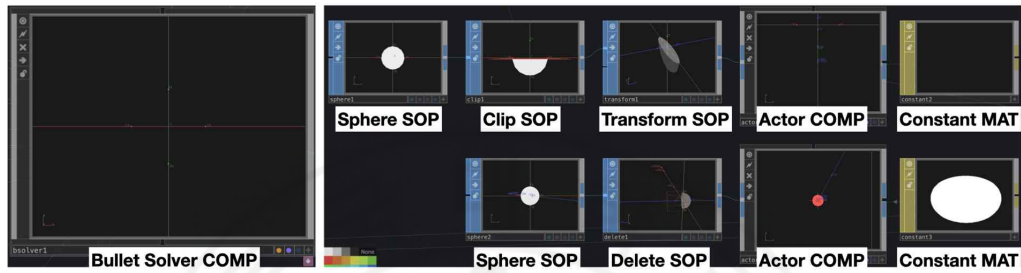 bsolver1
Bullet Solver COMP
sphere1
clip1
transform1
constant2
Sphere SOP
Clip SOP
Transform SOP
Actor COMP
Constant MAT
sphere2
delete1
constant3
None
Sphere SOP
Delete SOP
Actor COMP
Constant MAT